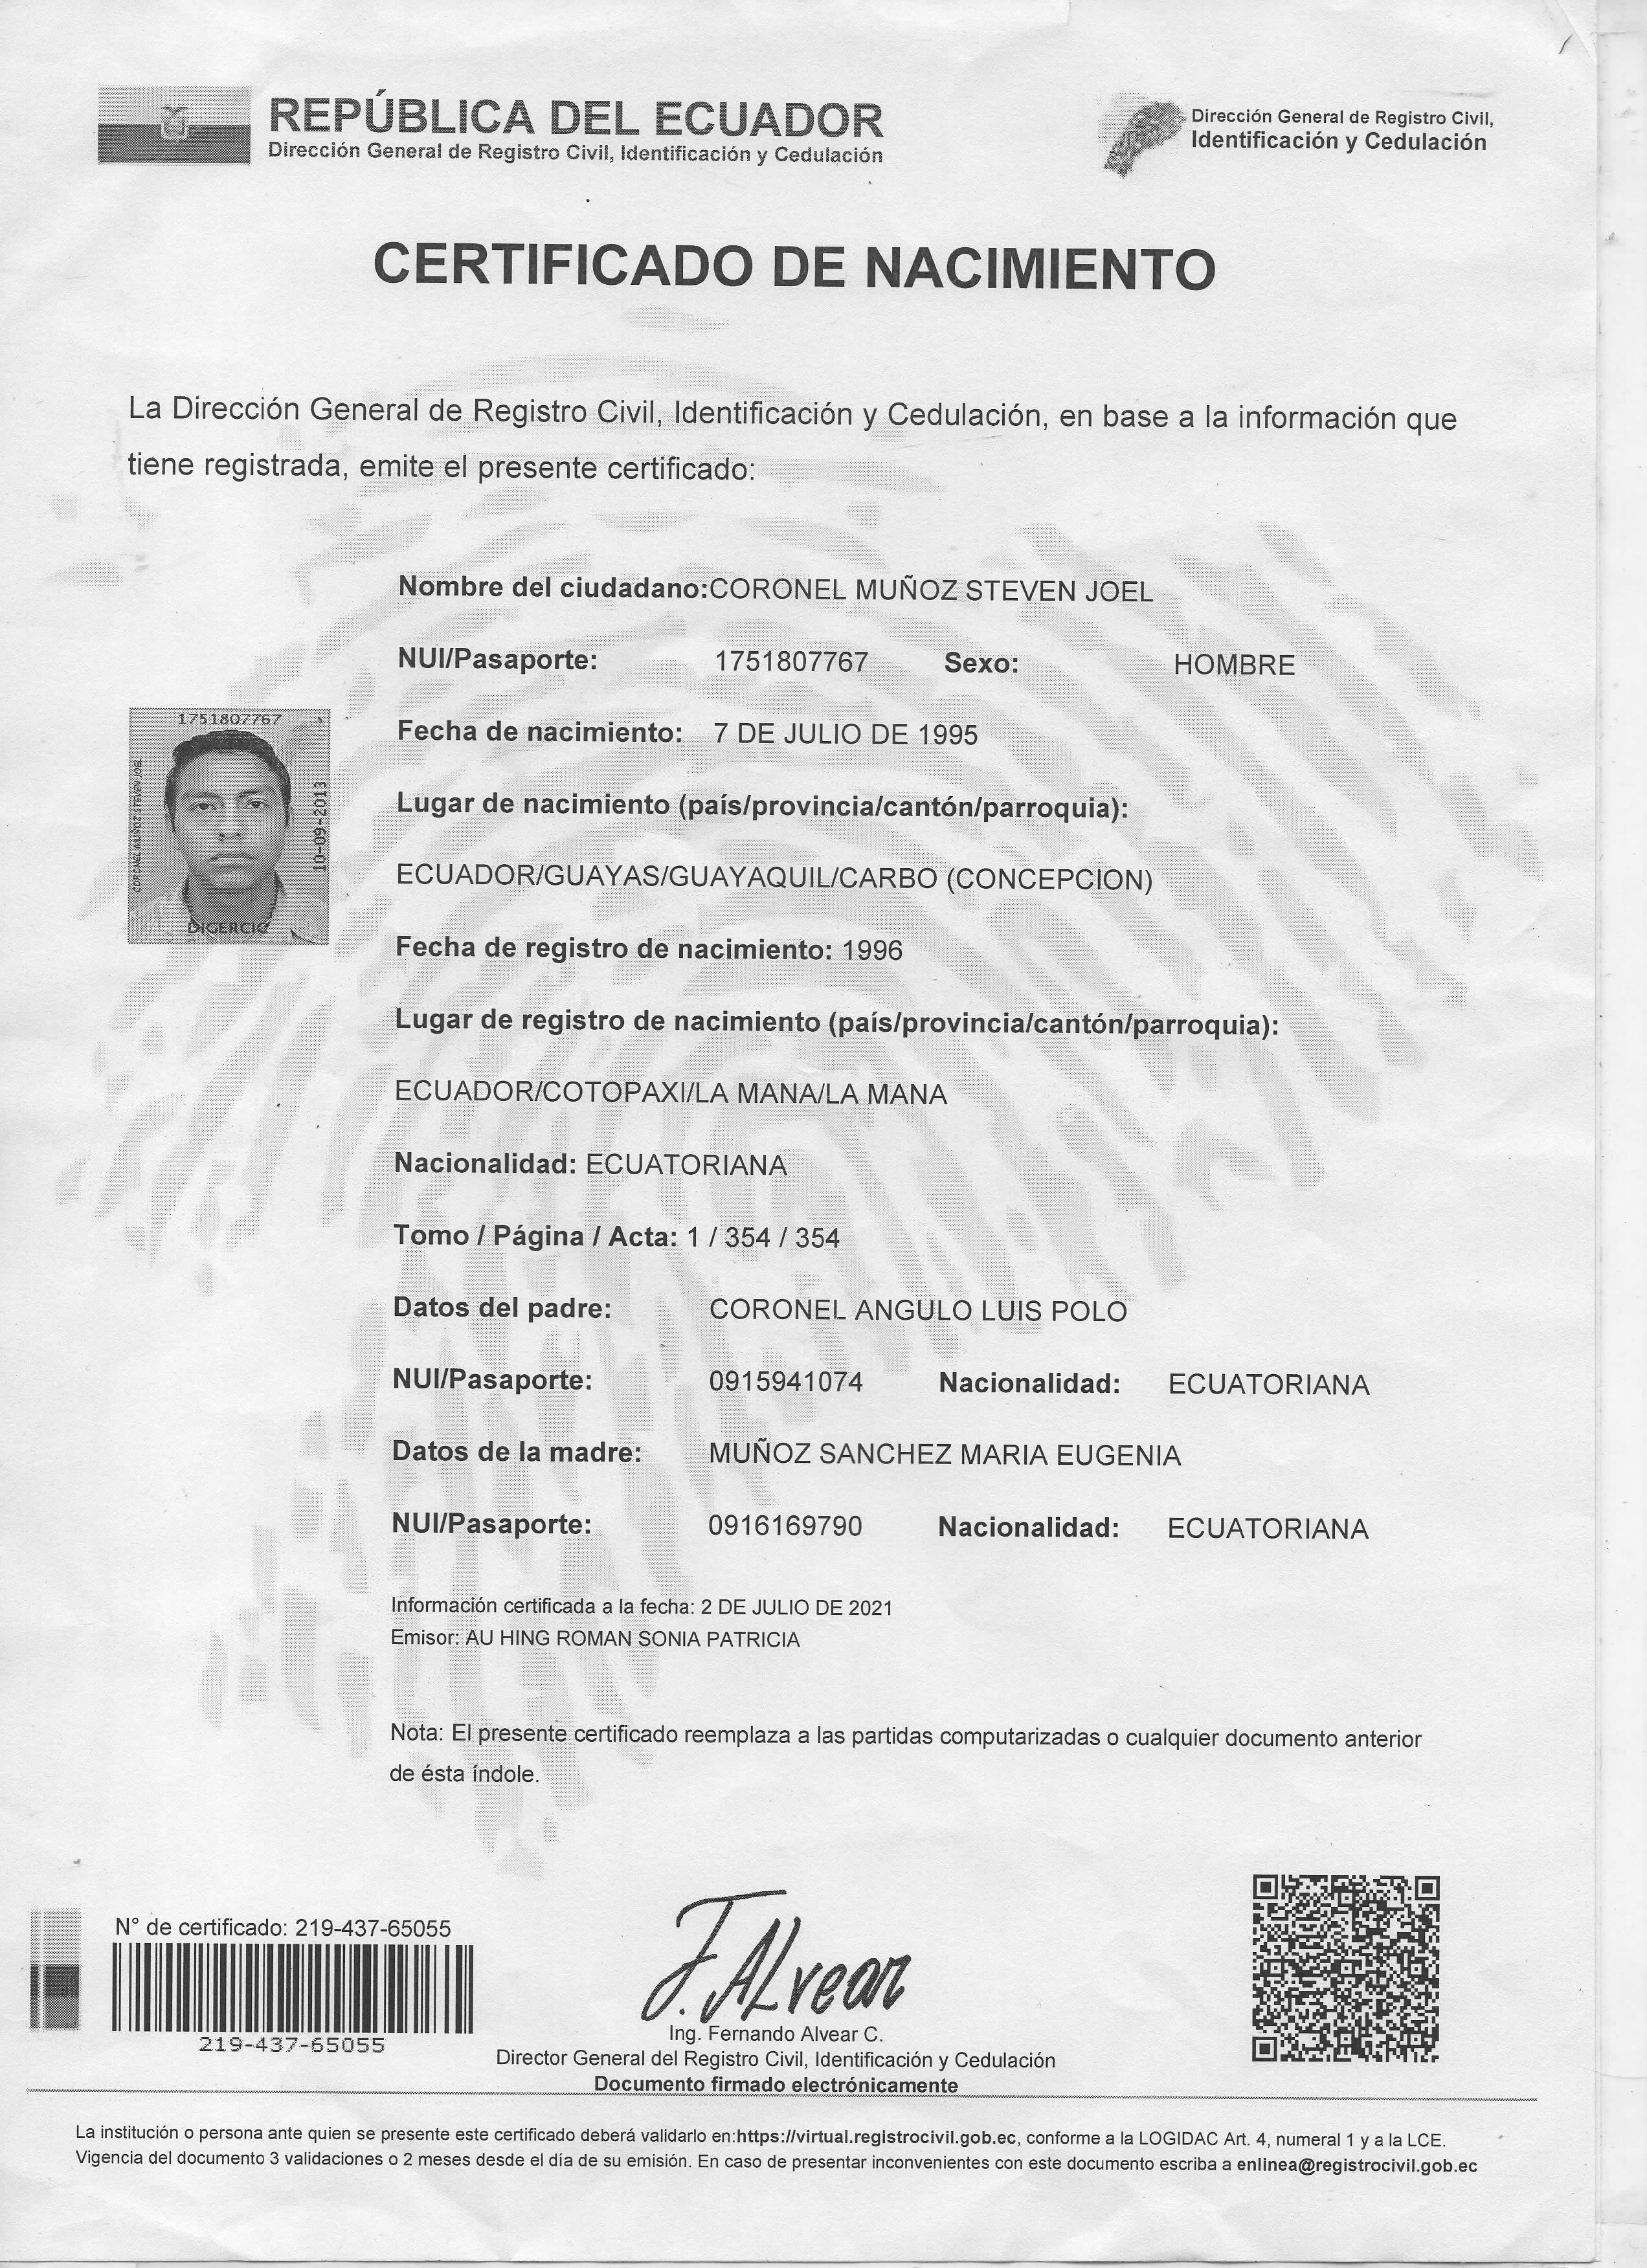 REPÚBLICA DEL ECUADOR
Dirección General de Registro Civil, Identificación y Cedulación
Dirección General de Registro Civil,
Identificación y Cedulación
CERTIFICADO DE NACIMIENTO
La Dirección General de Registro Civil, Identificación y Cedulación, en base a la información que
tiene registrada, emite el presente certificado:
Nombre del ciudadano:CORONEL MUÑOZ STEVEN JOEL
NUI/Pasaporte: 1751807767 Sexo: HOMBRE
1751807767
CORONEL MUÑOZ STEVEN JOEL
10-09-2013
DIGERCIC
Fecha de nacimiento: 7 DE JULIO DE 1995
Lugar de nacimiento (país/provincia/cantón/parroquia):
ECUADOR/GUAYAS/GUAYAQUIL/CARBO (CONCEPCION)
Fecha de registro de nacimiento: 1996
Lugar de registro de nacimiento (país/provincia/cantón/parroquia):
ECUADOR/COTOPAXI/LA MANA/LA MANA
Nacionalidad: ECUATORIANA
Tomo / Página / Acta: 1 / 354 / 354
Datos del padre: CORONEL ANGULO LUIS POLO
NUI/Pasaporte: 0915941074 Nacionalidad: ECUATORIANA
Datos de la madre: MUÑOZ SANCHEZ MARIA EUGENIA
NUI/Pasaporte: 0916169790 Nacionalidad: ECUATORIANA
Información certificada a la fecha: 2 DE JULIO DE 2021
Emisor: AU HING ROMAN SONIA PATRICIA
Nota: El presente certificado reemplaza a las partidas computarizadas o cualquier documento anterior
de ésta índole.
N° de certificado: 219-437-65055
219-437-65055
F. ALvear
Ing. Fernando Alvear C.
Director General del Registro Civil, Identificación y Cedulación
Documento firmado electrónicamente
La institución o persona ante quien se presente este certificado deberá validarlo en:https://virtual.registrocivil.gob.ec, conforme a la LOGIDAC Art. 4, numeral 1 y a la LCE.
Vigencia del documento 3 validaciones o 2 meses desde el día de su emisión. En caso de presentar inconvenientes con este documento escriba a enlinea@registrocivil.gob.ec